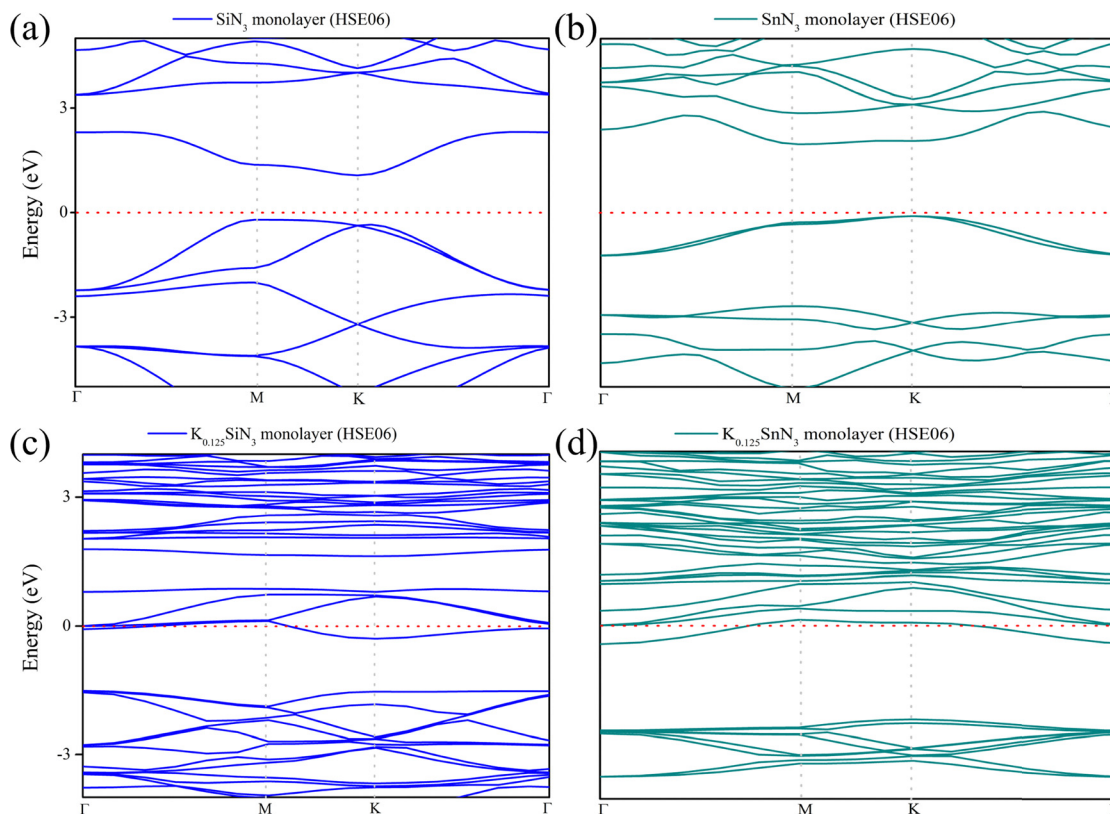 (a) SiN₃ monolayer (HSE06)
(b) SnN₃ monolayer (HSE06)
Energy (eV)
3
0
-3
Γ M K Γ
Γ M K
(c) K₀.₁₂₅SiN₃ monolayer (HSE06)
(d) K₀.₁₂₅SnN₃ monolayer (HSE06)
Energy (eV)
3
0
-3
Γ M K Γ
Γ M K